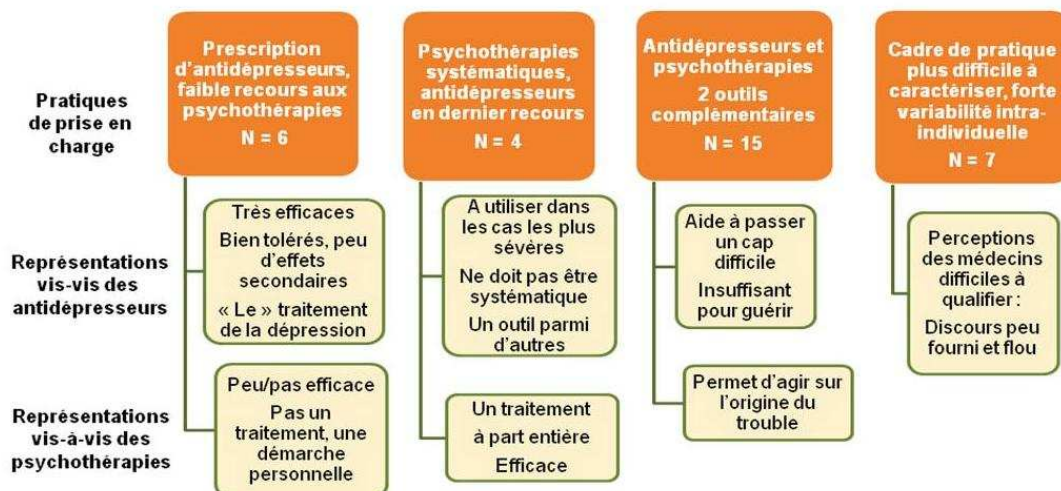 Pratiques
de prise en
charge
Prescription
d'antidépresseurs,
faible recours aux
psychothérapies
N = 6
Psychothérapies
systématiques,
antidépresseurs
en dernier recours
N = 4
Antidépresseurs et
psychothérapies
2 outils
complémentaires
N = 15
Cadre de pratique
plus difficile à
caractériser, forte
variabilité intra-
individuelle
N = 7
Représentations
vis-vis des
antidépresseurs
Très efficaces
Bien tolérés, peu
d'effets
secondaires
« Le » traitement
de la dépression
A utiliser dans
les cas les plus
sévères
Ne doit pas être
systématique
Un outil parmi
d'autres
Aide à passer
un cap
difficile
Insuffisant
pour guérir
Perceptions
des médecins
difficiles à
qualifier :
Discours peu
fourni et flou
Représentations
vis-à-vis des
psychothérapies
Peu/pas efficace
Pas un
traitement, une
démarche
personnelle
Un traitement
à part entière
Efficace
Permet d'agir sur
l'origine du
trouble